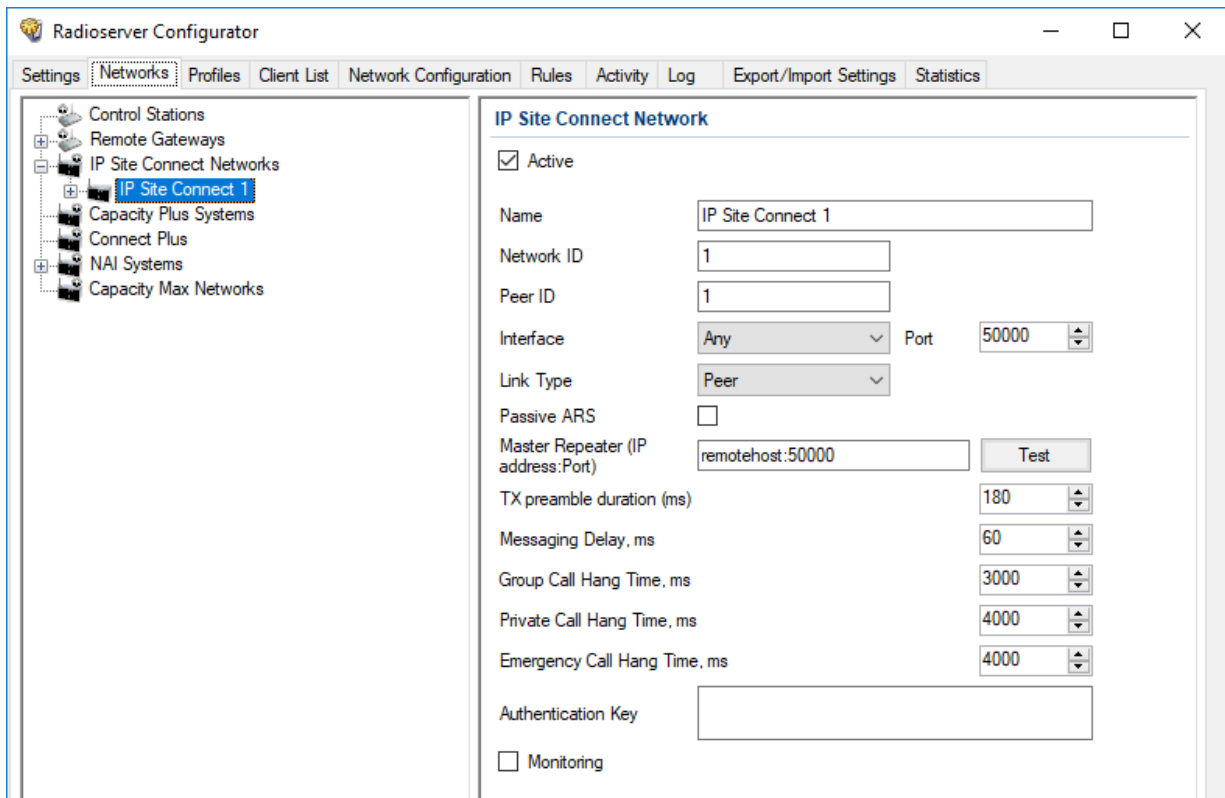 Radioserver Configurator
Settings Networks Profiles Client List Network Configuration Rules Activity Log Export/Import Settings Statistics
Control Stations
Remote Gateways
IP Site Connect Networks
IP Site Connect 1
Capacity Plus Systems
Connect Plus
NAI Systems
Capacity Max Networks
IP Site Connect Network
Active
Name IP Site Connect 1
Network ID 1
Peer ID 1
Interface Any Port 50000
Link Type Peer
Passive ARS
Master Repeater (IP
address:Port) remotehost:50000 Test
TX preamble duration (ms) 180
Messaging Delay, ms 60
Group Call Hang Time, ms 3000
Private Call Hang Time, ms 4000
Emergency Call Hang Time, ms 4000
Authentication Key
Monitoring